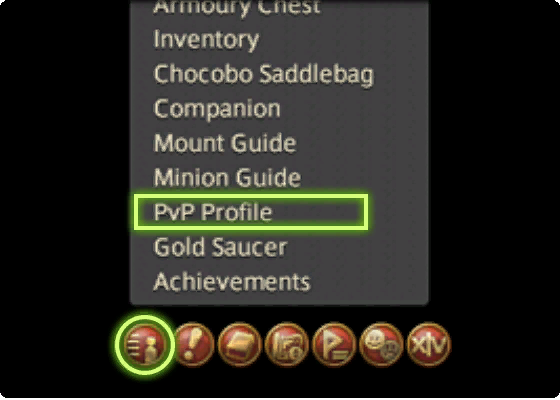 Armoury Chest
Inventory
Chocobo Saddlebag
Companion
Mount Guide
Minion Guide
PvP Profile
Gold Saucer
Achievements
XIV